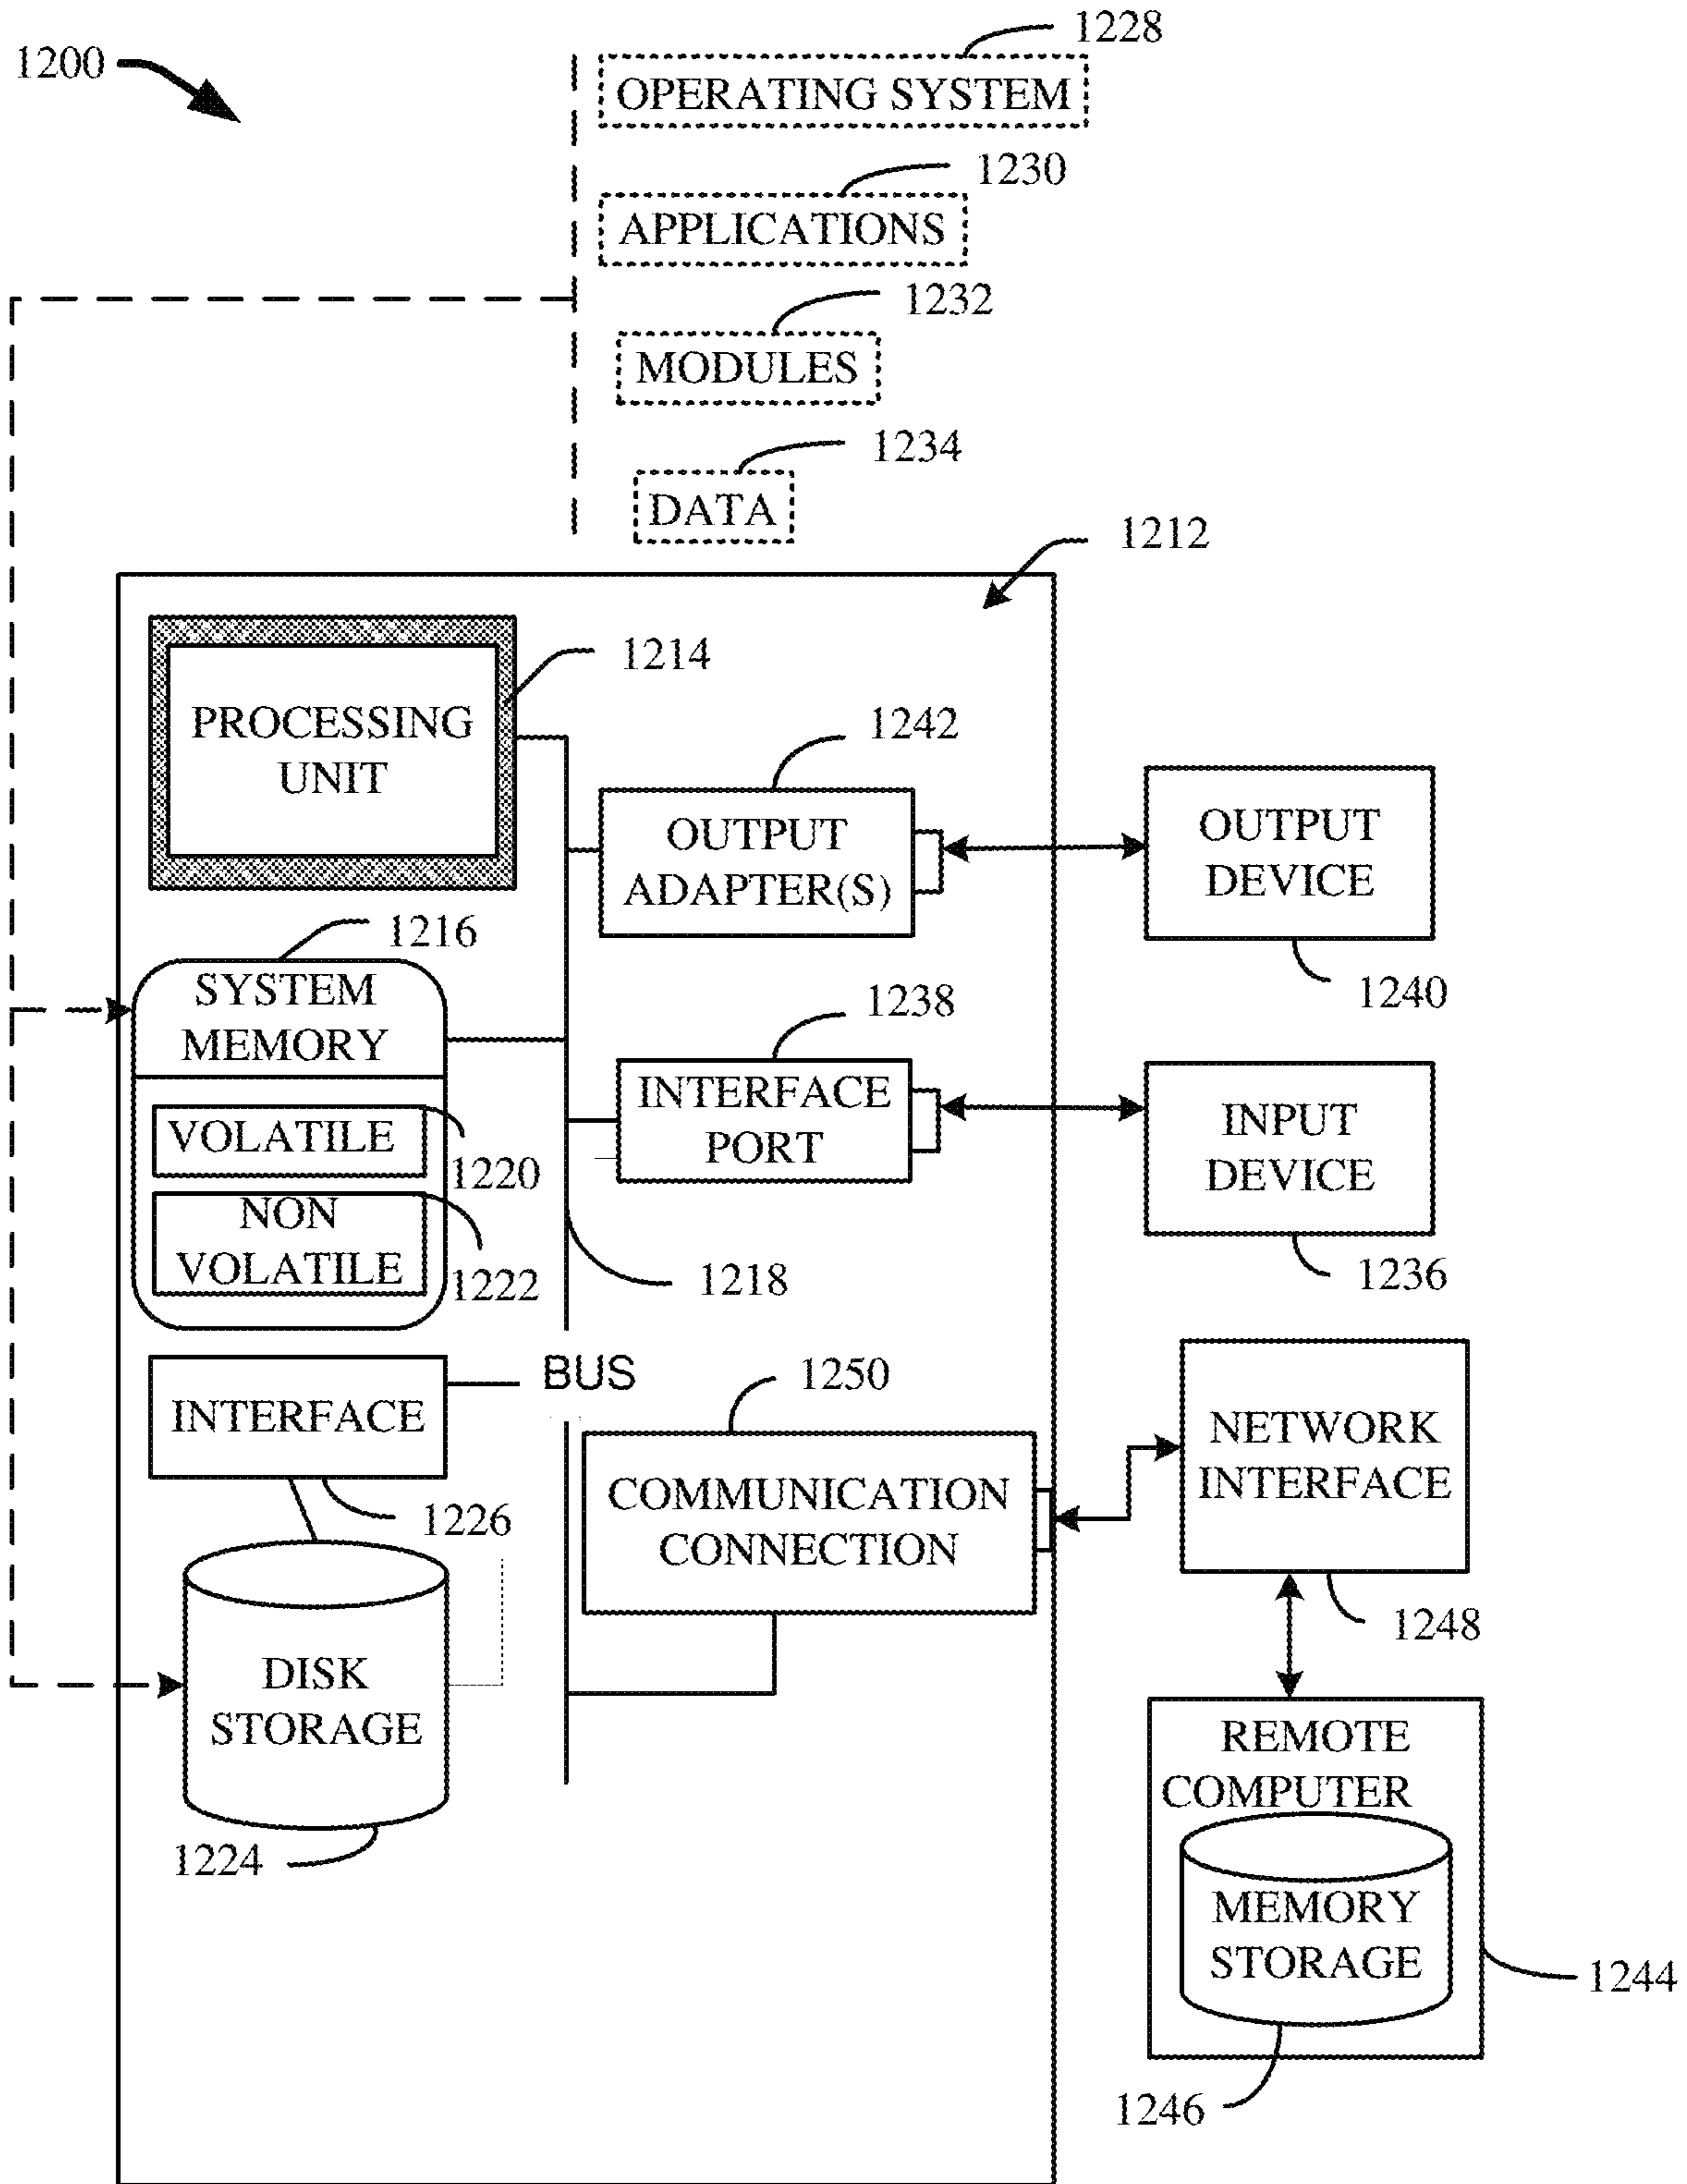 1228
1200
OPERATING SYSTEM
1230
APPLICATIONS
1232
MODULES
1234
DATA
1212
1214
PROCESSING
UNIT
1242
OUTPUT
ADAPTER(S)
OUTPUT
DEVICE
1240
1216
SYSTEM
MEMORY
1238
INTERFACE
PORT
INPUT
DEVICE
1236
VOLATILE
1220
NON
VOLATILE
1222
1218
BUS
1250
INTERFACE
1226
COMMUNICATION
CONNECTION
NETWORK
INTERFACE
1248
DISK
STORAGE
1224
REMOTE
COMPUTER
MEMORY
STORAGE
1244
1246